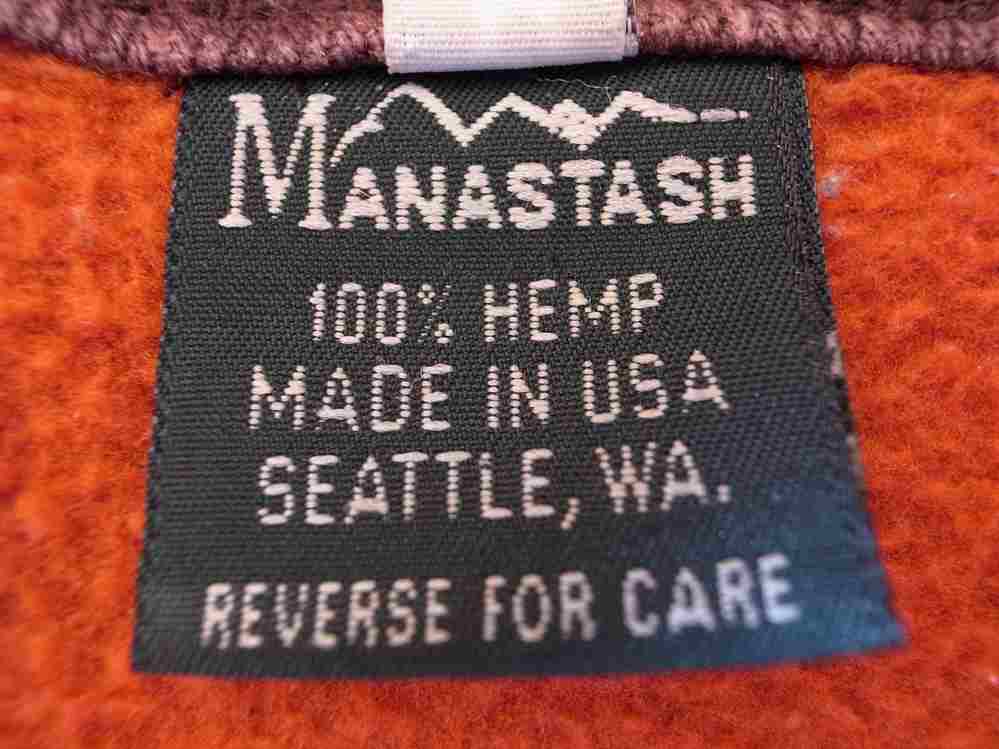 MANASTASH
100% HEMP
MADE IN USA
SEATTLE, WA.
REVERSE FOR CARE